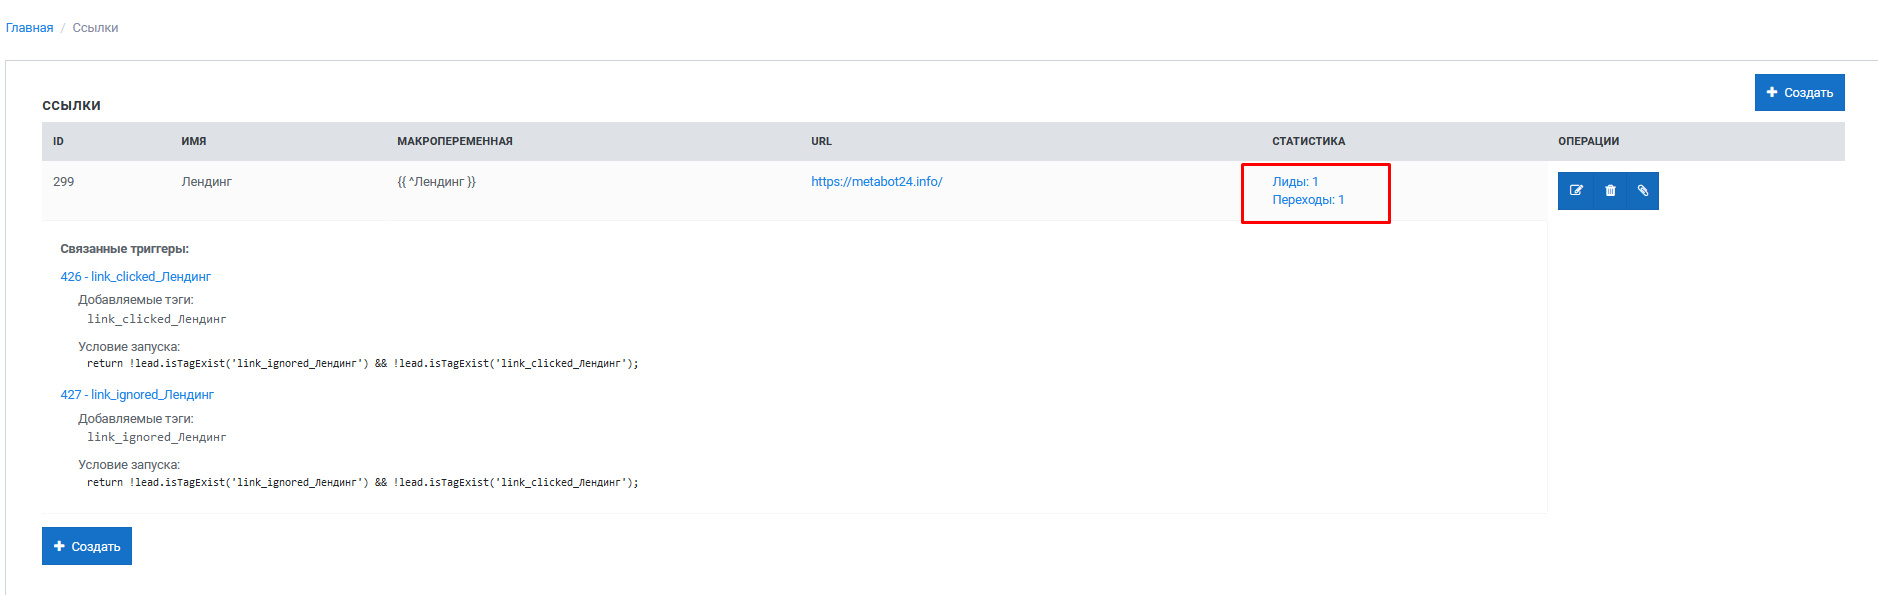 Главная / Ссылки
Создать
ССЫЛКИ
ID ИМЯ МАКРОПЕРЕМЕННАЯ URL СТАТИСТИКА ОПЕРАЦИИ
299 Лендинг {{ ^Лендинг }} https://metabot24.info/ Лиды: 1
Переходы: 1
Связанные триггеры:
426 - link_clicked_Лендинг
Добавляемые тэги:
link_clicked_Лендинг
Условие запуска:
return !lead.isTagExist('link_ignored_Лендинг') && !lead.isTagExist('link_clicked_Лендинг');
427 - link_ignored_Лендинг
Добавляемые тэги:
link_ignored_Лендинг
Условие запуска:
return !lead.isTagExist('link_ignored_Лендинг') && !lead.isTagExist('link_clicked_Лендинг');
Создать